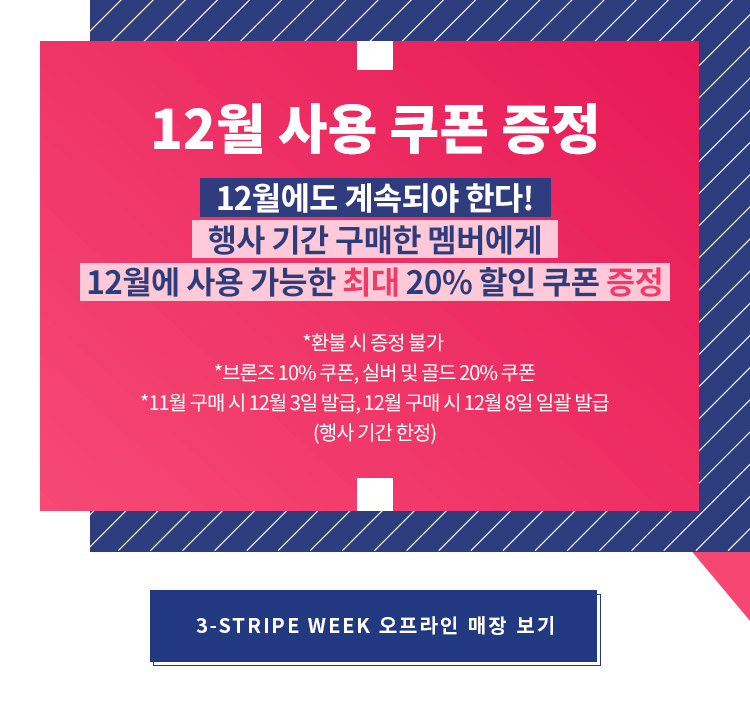 12월 사용 쿠폰 증정
12월에도 계속되야 한다!
행사 기간 구매한 멤버에게
12월에 사용 가능한 최대 20% 할인 쿠폰 증정
*환불 시 증정 불가
*브론즈 10% 쿠폰, 실버 및 골드 20% 쿠폰
*11월 구매 시 12월 3일 발급, 12월 구매 시 12월 8일 일괄 발급
(행사 기간 한정)
3-STRIPE WEEK 오프라인 매장 보기